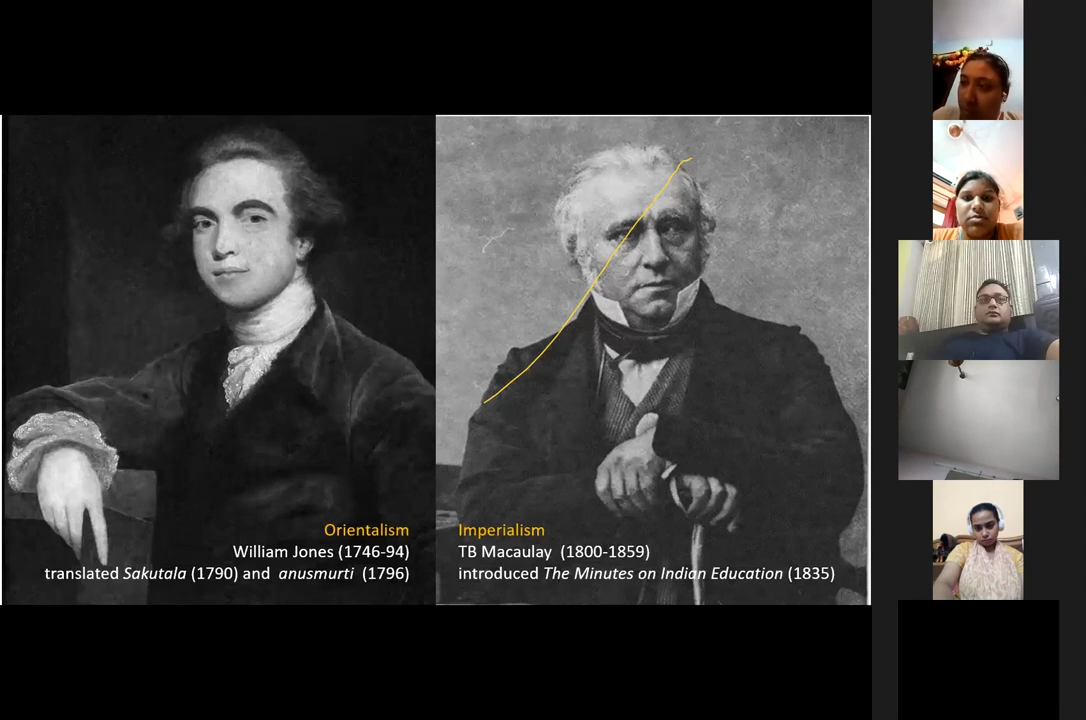 Orientalism
William Jones (1746-94)
translated Sakutala (1790) and anusmurti (1796)
Imperialism
TB Macaulay (1800-1859)
introduced The Minutes on Indian Education (1835)